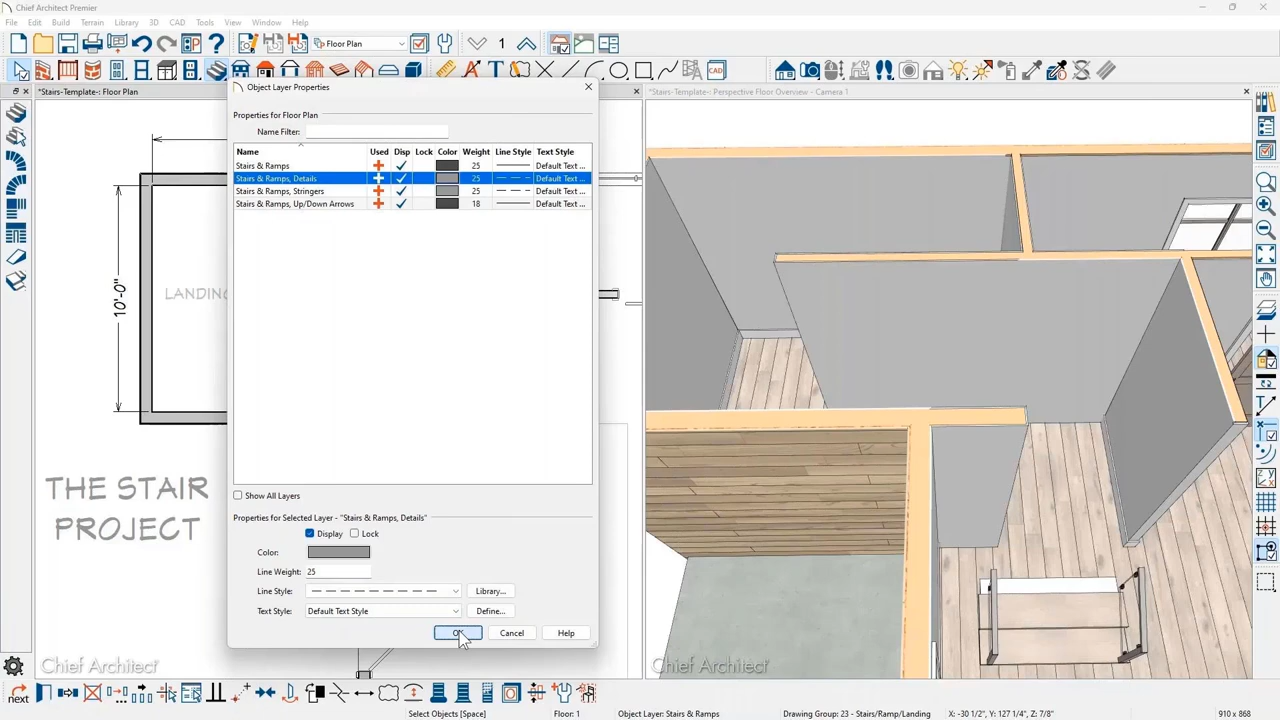 Chief Architect Premier
File Edit Build Terrain Library 3D CAD Tools View Window Help
Floor Plan 1
CAD
*Stairs-Template-: Floor Plan
*Stairs-Template-: Perspective Floor Overview - Camera 1
Object Layer Properties
Properties for Floor Plan
Name Filter:
Name Used Disp Lock Color Weight Line Style Text Style
Stairs & Ramps 25 Default Text ...
Stairs & Ramps, Details 25 Default Text ...
Stairs & Ramps, Stringers 25 Default Text ...
Stairs & Ramps, Up/Down Arrows 18 Default Text ...
10'-0"
LANDING
THE STAIR
PROJECT
Show All Layers
Properties for Selected Layer - "Stairs & Ramps, Details"
Display Lock
Color:
Line Weight: 25
Line Style: Library...
Text Style: Default Text Style Define...
OK Cancel Help
Chief Architect
Chief Architect
next
Select Objects [Space] Floor: 1 Object Layer: Stairs & Ramps Drawing Group: 23 - Stairs/Ramp/Landing X: -30 1/2", Y: 127 1/4", Z: 7/8" 910 x 868